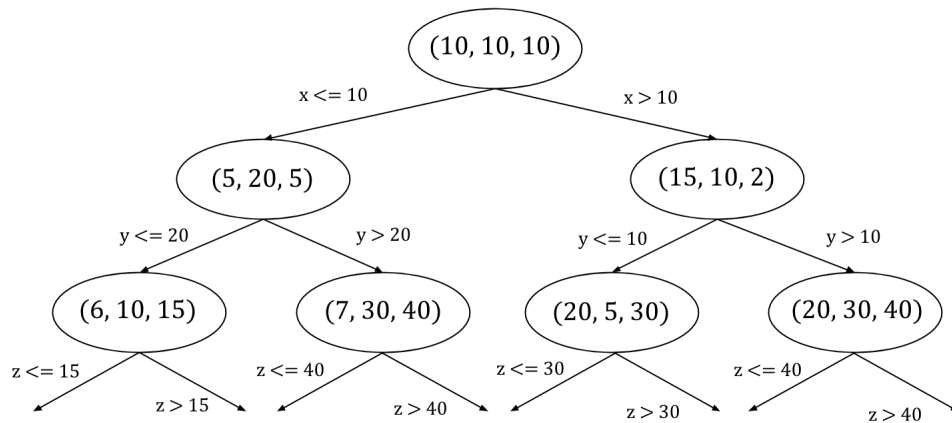 (10, 10, 10)
x <= 10
x > 10
(5, 20, 5)
(15, 10, 2)
y <= 20
y > 20
y <= 10
y > 10
(6, 10, 15)
(7, 30, 40)
(20, 5, 30)
(20, 30, 40)
z <= 15
z > 15
z <= 40
z > 40
z <= 30
z > 30
z <= 40
z > 40